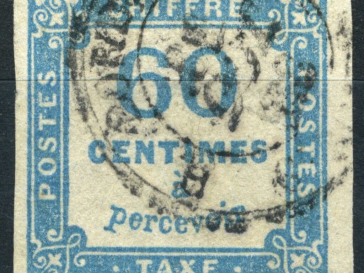 CHIFFRE
POSTES
60
CENTIMES
à
percevoir
POSTES
TAXE